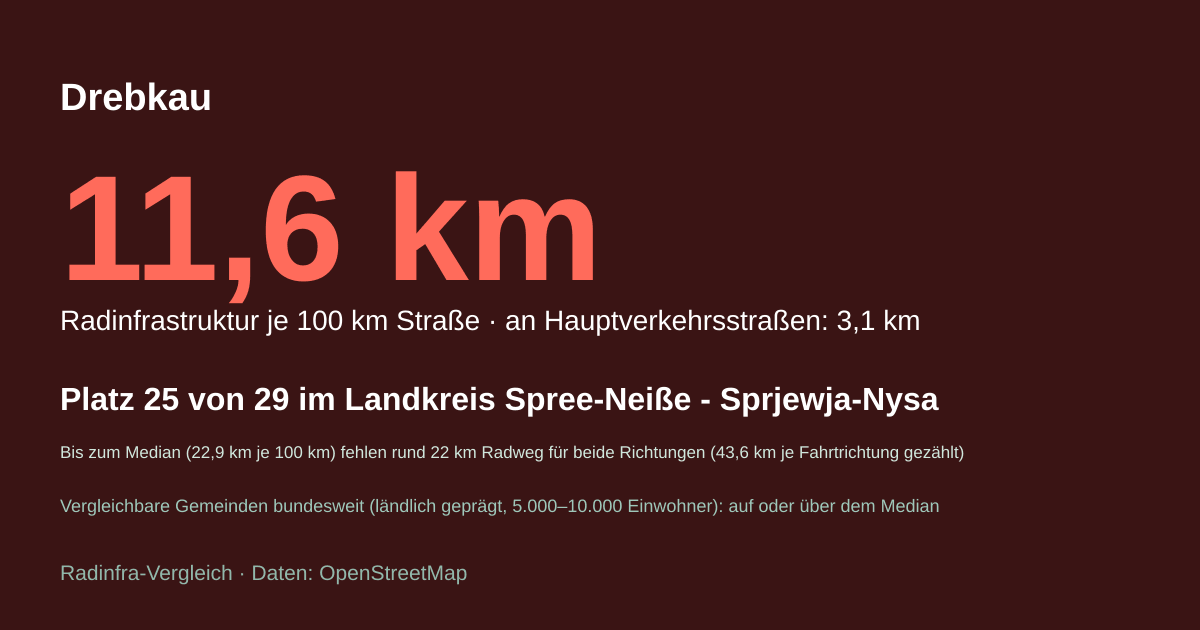 Drebkau
11,6 km
Radinfrastruktur je 100 km Straße · an Hauptverkehrsstraßen: 3,1 km
Platz 25 von 29 im Landkreis Spree-Neiße - Sprjewja-Nysa
Bis zum Median (22,9 km je 100 km) fehlen rund 22 km Radweg für beide Richtungen (43,6 km je Fahrtrichtung gezählt)
Vergleichbare Gemeinden bundesweit (ländlich geprägt, 5.000–10.000 Einwohner): auf oder über dem Median
Radinfra-Vergleich · Daten: OpenStreetMap